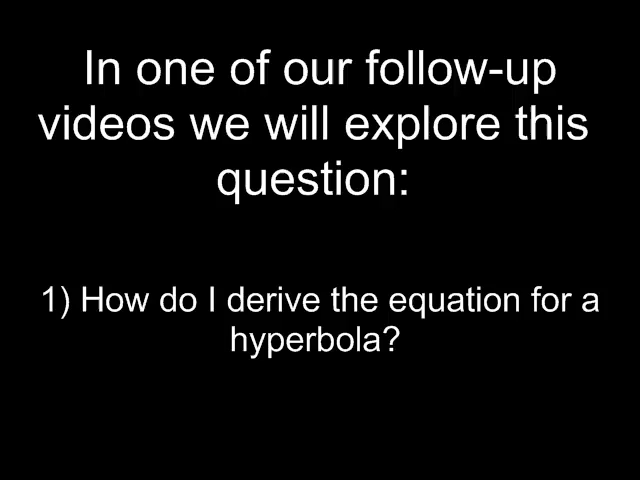 In one of our follow-up
videos we will explore this
question:
1) How do I derive the equation for a
hyperbola?